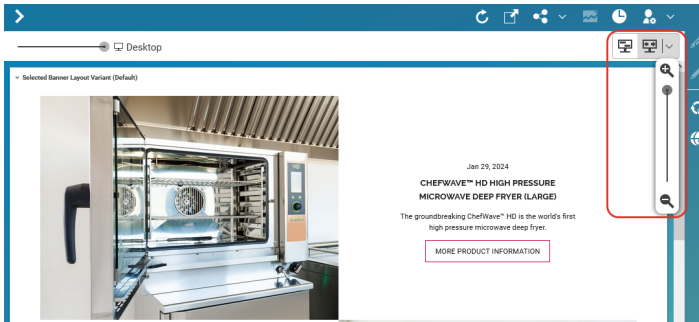 Desktop
Selected Banner Layout Variant (Default)
Jan 29, 2024
CHEFWAVE™ HD HIGH PRESSURE
MICROWAVE DEEP FRYER (LARGE)
The groundbreaking ChefWave™ HD is the world's first
high pressure microwave deep fryer.
MORE PRODUCT INFORMATION